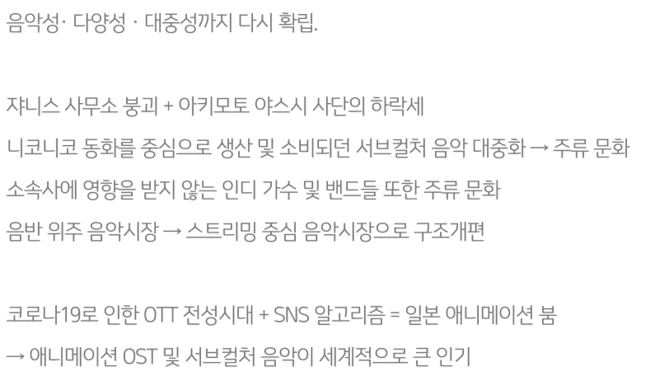 음악성· 다양성 · 대중성까지 다시 확립.
쟈니스 사무소 붕괴 + 아키모토 야스시 사단의 하락세
니코니코 동화를 중심으로 생산 및 소비되던 서브컬처 음악 대중화 → 주류 문화
소속사에 영향을 받지 않는 인디 가수 및 밴드들 또한 주류 문화
음반 위주 음악시장 → 스트리밍 중심 음악시장으로 구조개편
코로나19로 인한 OTT 전성시대 + SNS 알고리즘 = 일본 애니메이션 붐
→ 애니메이션 OST 및 서브컬처 음악이 세계적으로 큰 인기